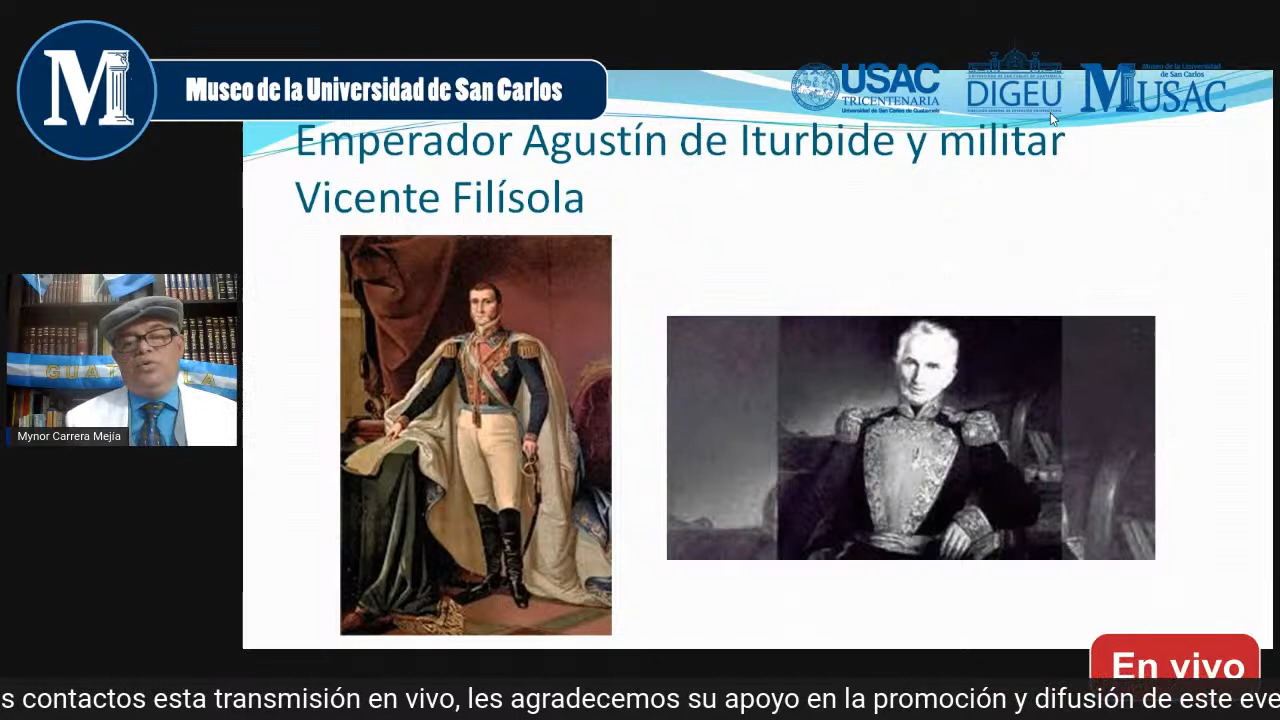 M
Museo de la Universidad de San Carlos
USAC
TRICENTENARIA
Universidad de San Carlos de Guatemala
DIGEU
Museo de la Universidad
de San Carlos
MUSAC
Emperador Agustín de Iturbide y militar
Vicente Filísola
GUAT LA
Mynor Carrera Mejía
En vivo
s contactos esta transmisión en vivo, les agradecemos su apoyo en la promoción y difusión de este eve